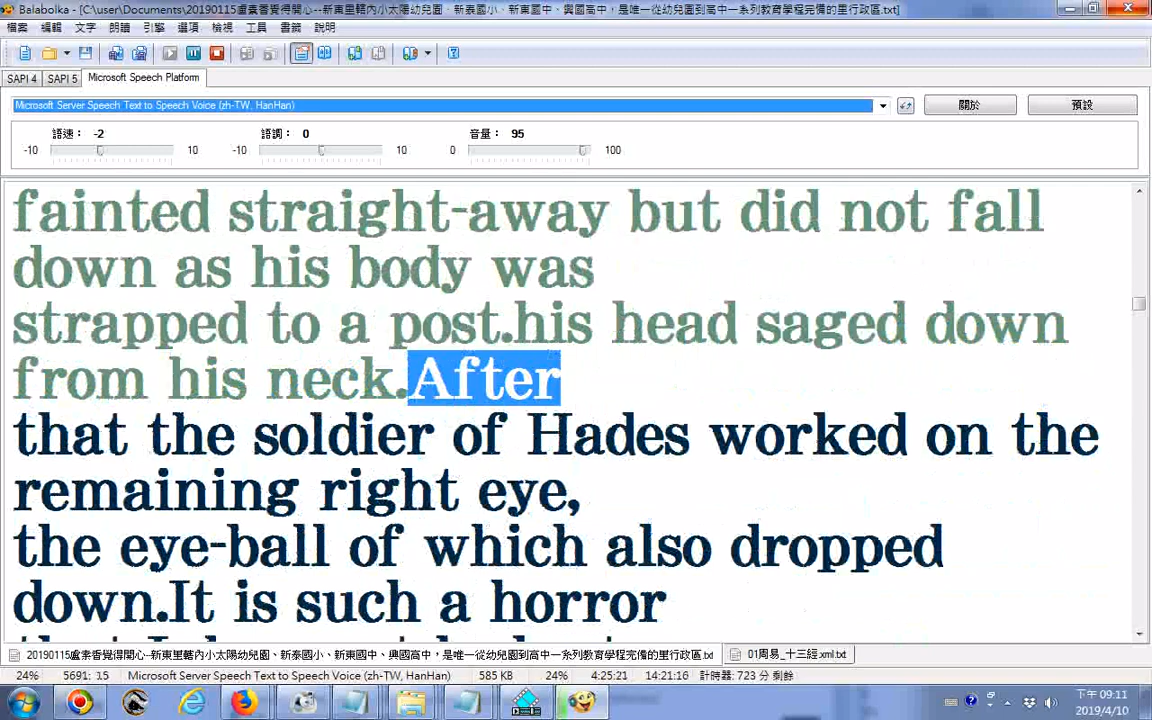 Balabolka - [C:\user\Documents\20190115盧素香覺得開心--新東里轄內小太陽幼兒園、新泰國小、新東國中、興國高中，是唯一從幼兒園到高中一系列教育學程完備的里行政區.txt]
檔案 編輯 文字 朗讀 引擎 選項 檢視 工具 書籤 說明
SAPI 4 SAPI 5 Microsoft Speech Platform
Microsoft Server Speech Text to Speech Voice (zh-TW, HanHan) 關於 預設
語速： -2 語調： 0 音量： 95
-10 10 -10 10 0 100
fainted straight-away but did not fall
down as his body was
strapped to a post.his head saged down
from his neck.After
that the soldier of Hades worked on the
remaining right eye,
the eye-ball of which also dropped
down.It is such a horror
20190115盧素香覺得開心--新東里轄內小太陽幼兒園、新泰國小、新東國中、興國高中，是唯一從幼兒園到高中一系列教育學程完備的里行政區.txt 01周易_十三經.xml.txt
24% 5691: 15 Microsoft Server Speech Text to Speech Voice (zh-TW, HanHan) 585 KB 24% 4:25:21 14:21:16 計時器: 723 分 剩餘
下午 09:11
2019/4/10